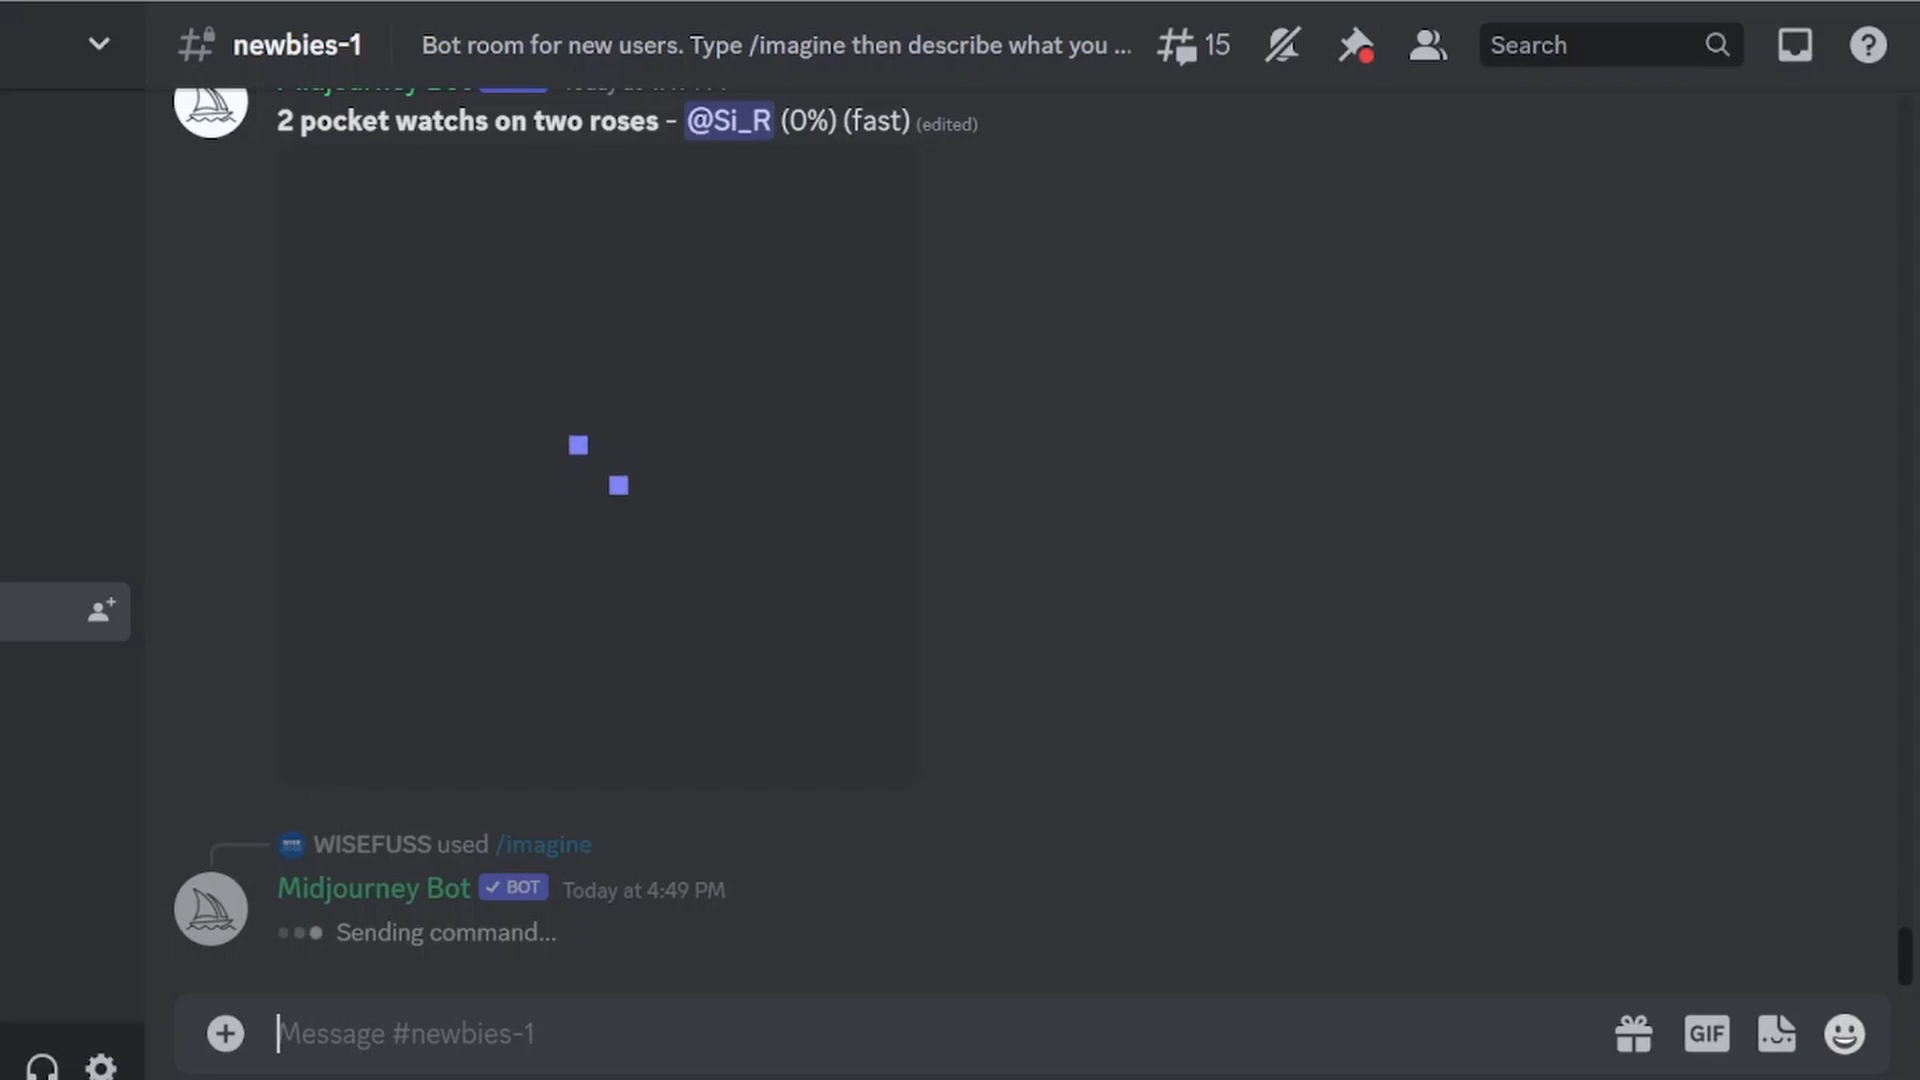 newbies-1
Bot room for new users. Type /imagine then describe what you ...
15
Search
2 pocket watchs on two roses - @Si_R (0%) (fast) (edited)
WISEFUSS used /imagine
Midjourney Bot ✓ BOT Today at 4:49 PM
Sending command...
Message #newbies-1
GIF